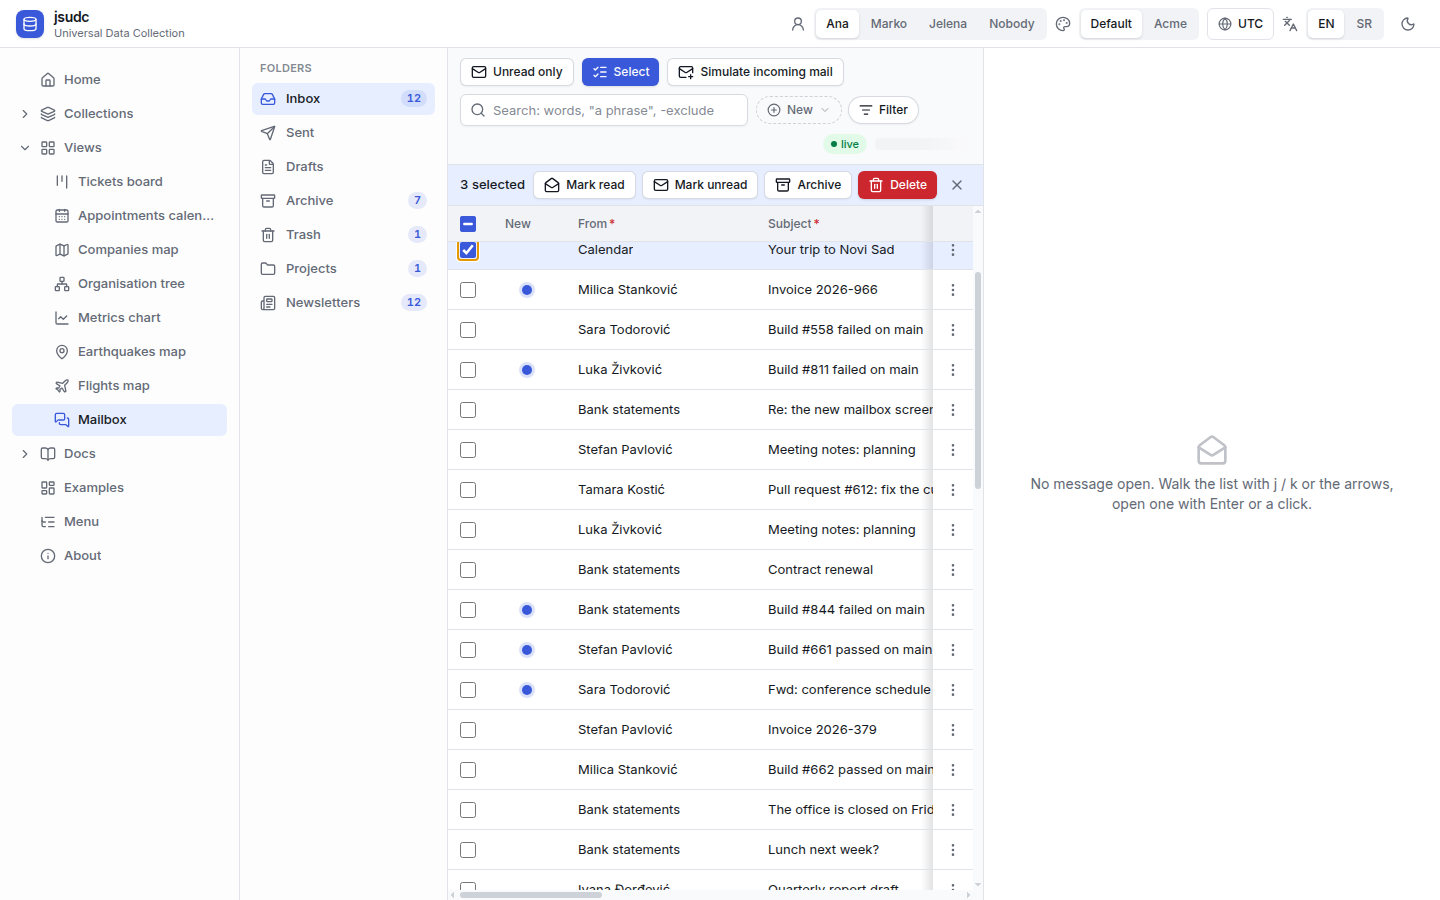 jsudc
Universal Data Collection
Ana
Marko
Jelena
Nobody
Default
Acme
UTC
EN
SR
Home
Collections
Views
Tickets board
Appointments calen...
Companies map
Organisation tree
Metrics chart
Earthquakes map
Flights map
Mailbox
Docs
Examples
Menu
About
FOLDERS
Inbox 12
Sent
Drafts
Archive 7
Trash 1
Projects 1
Newsletters 12
Unread only
Select
Simulate incoming mail
Search: words, "a phrase", -exclude
New
Filter
live
3 selected
Mark read
Mark unread
Archive
Delete
New From * Subject *
Calendar Your trip to Novi Sad
Milica Stanković Invoice 2026-966
Sara Todorović Build #558 failed on main
Luka Živković Build #811 failed on main
Bank statements Re: the new mailbox screen
Stefan Pavlović Meeting notes: planning
Tamara Kostić Pull request #612: fix the cu
Luka Živković Meeting notes: planning
Bank statements Contract renewal
Bank statements Build #844 failed on main
Stefan Pavlović Build #661 passed on main
Sara Todorović Fwd: conference schedule
Stefan Pavlović Invoice 2026-379
Milica Stanković Build #662 passed on main
Bank statements The office is closed on Frid
Bank statements Lunch next week?
Ivana Đorđević Quarterly report draft
No message open. Walk the list with j / k or the arrows,
open one with Enter or a click.